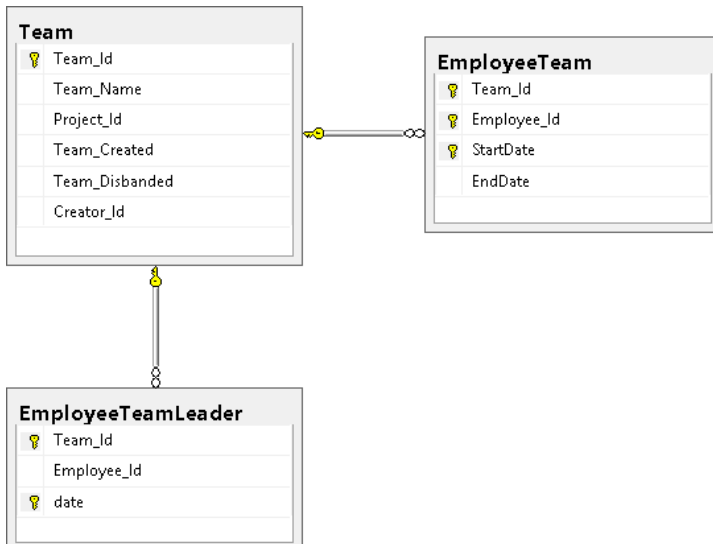 Team
Team_Id
Team_Name
Project_Id
Team_Created
Team_Disbanded
Creator_Id
EmployeeTeam
Team_Id
Employee_Id
StartDate
EndDate
EmployeeTeamLeader
Team_Id
Employee_Id
date